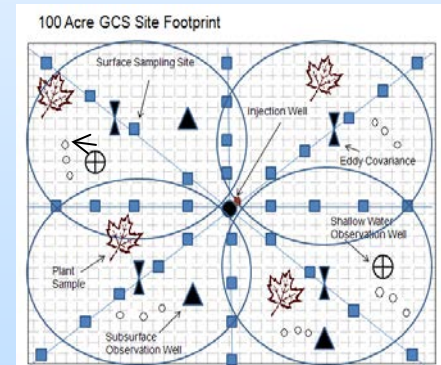 100 Acre GCS Site Footprint
Surface Sampling Site
Injection Well
Eddy Covariance
Shallow Water
Observation Well
Plant
Sample
Subsurface
Observation Well